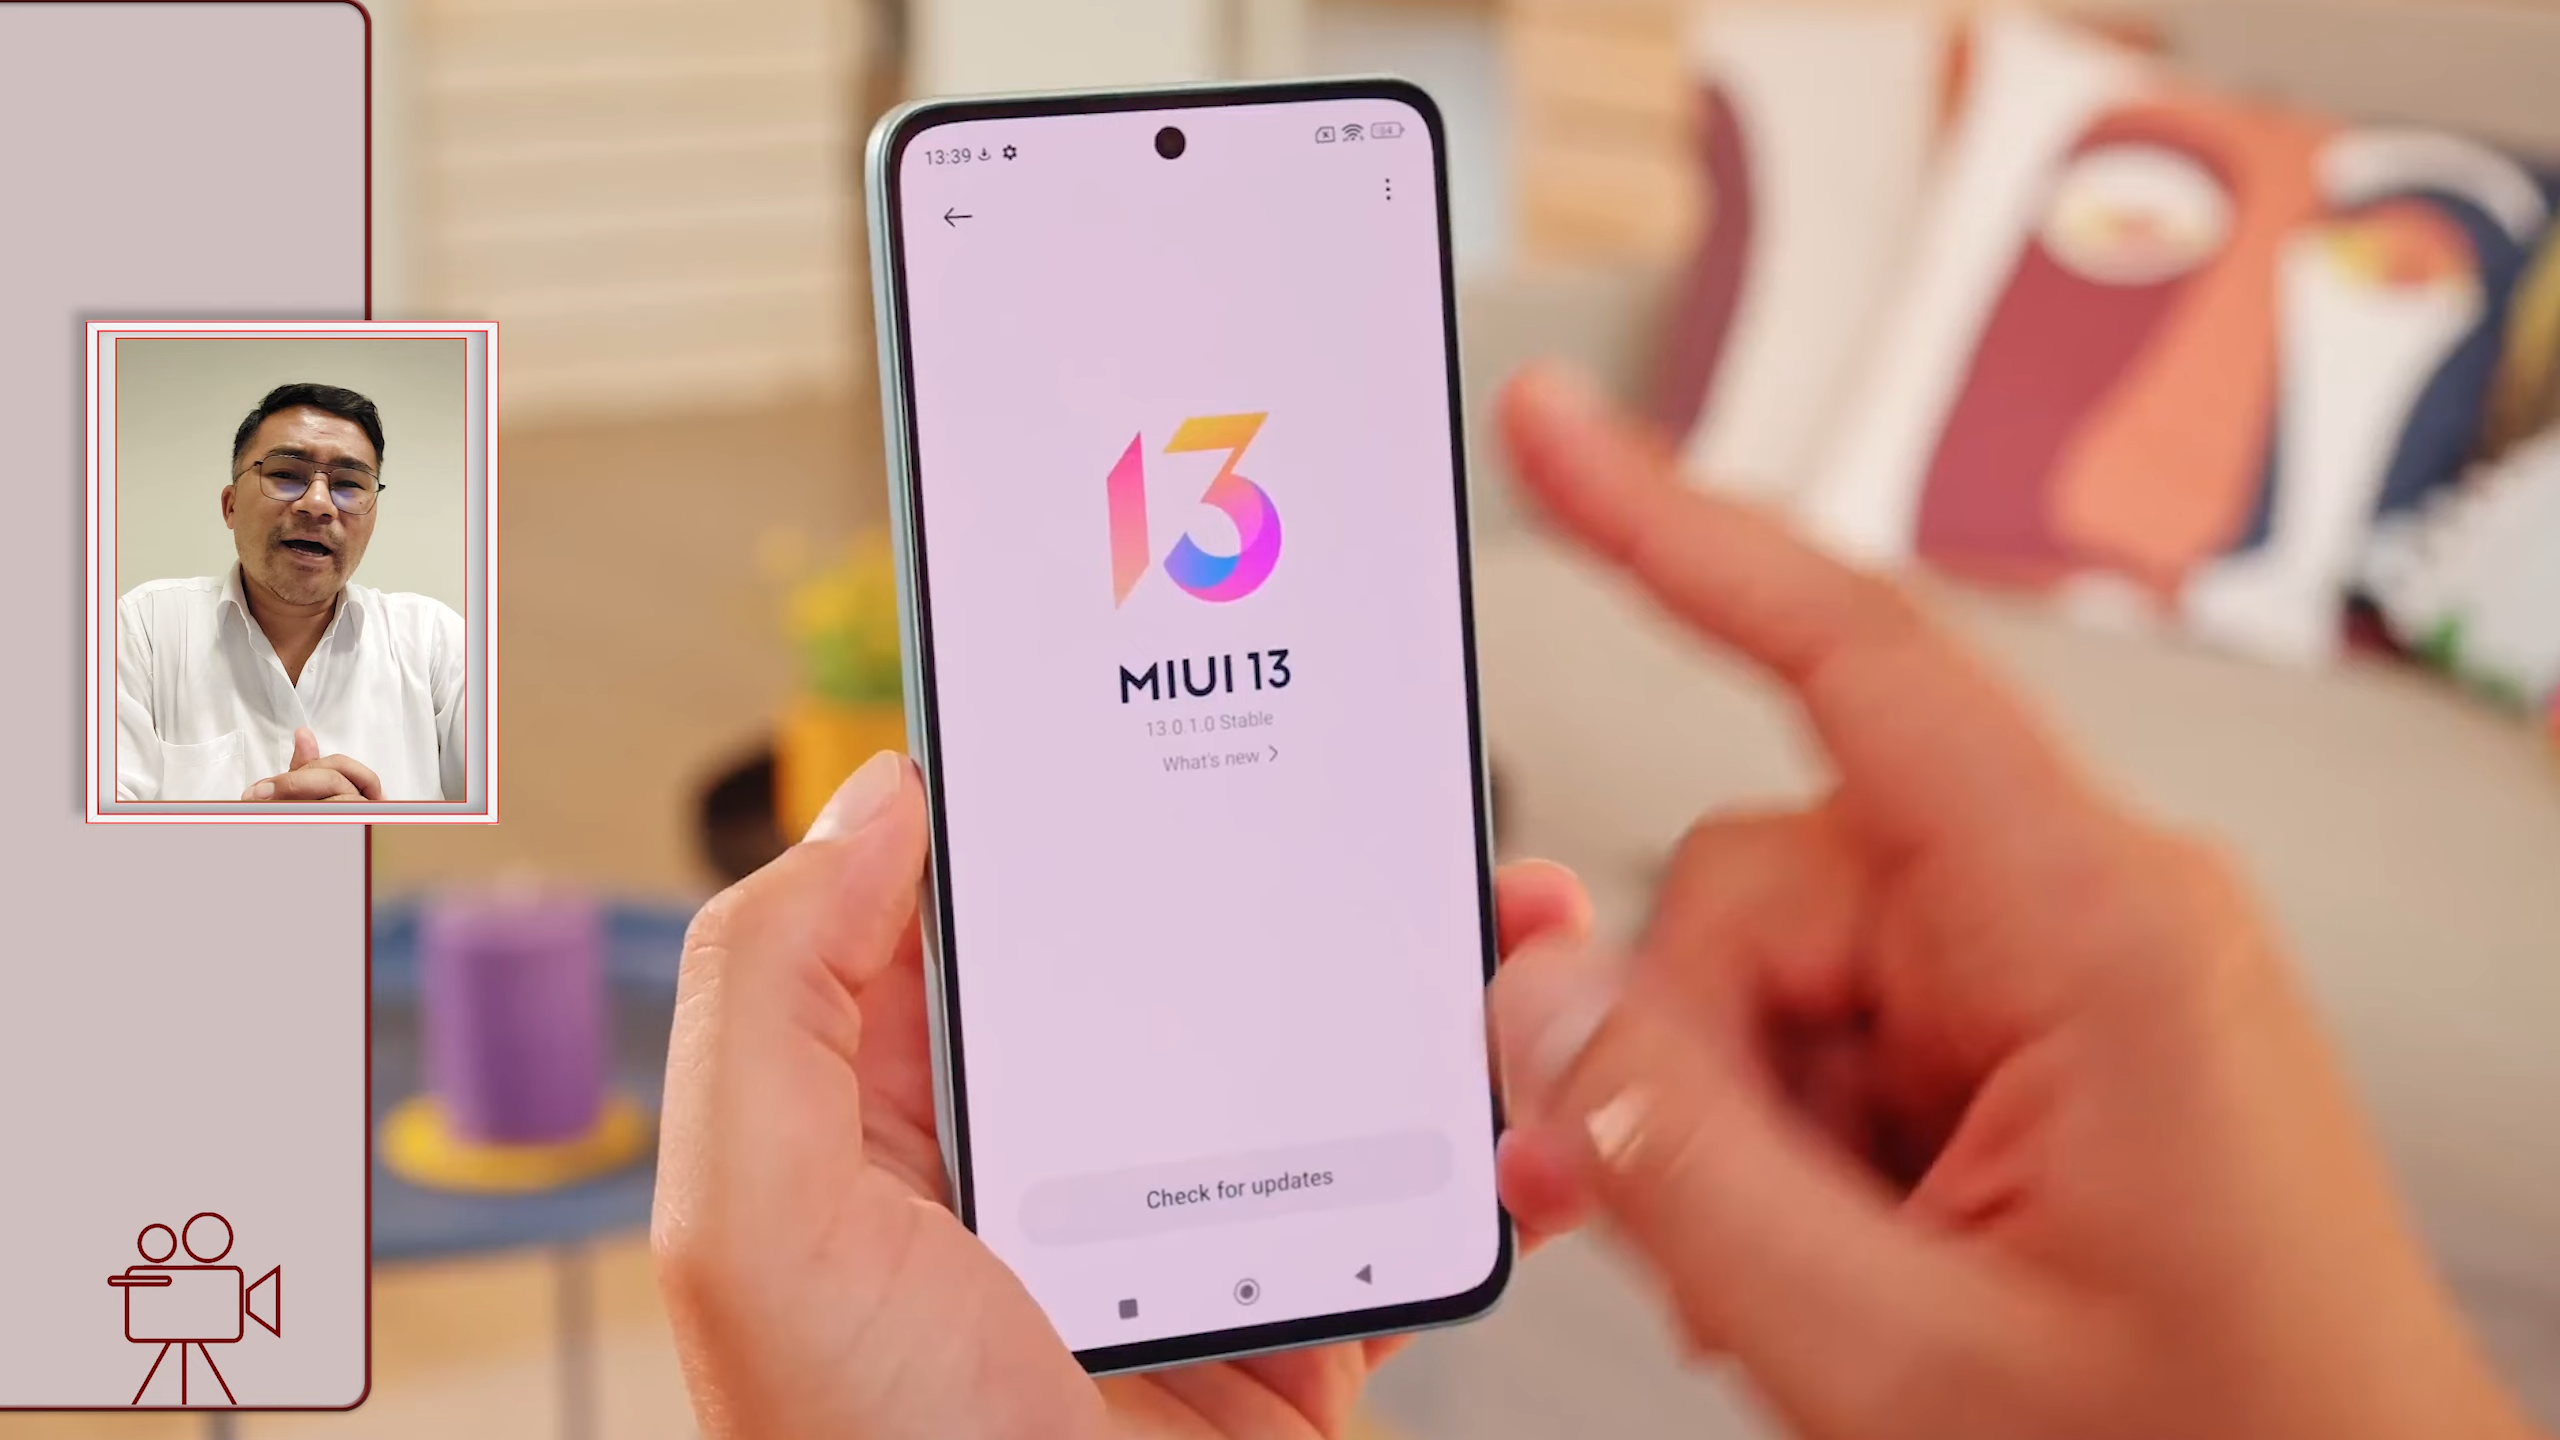 13:39
13
MIUI 13
13.0.1.0 Stable
What's new
Check for updates